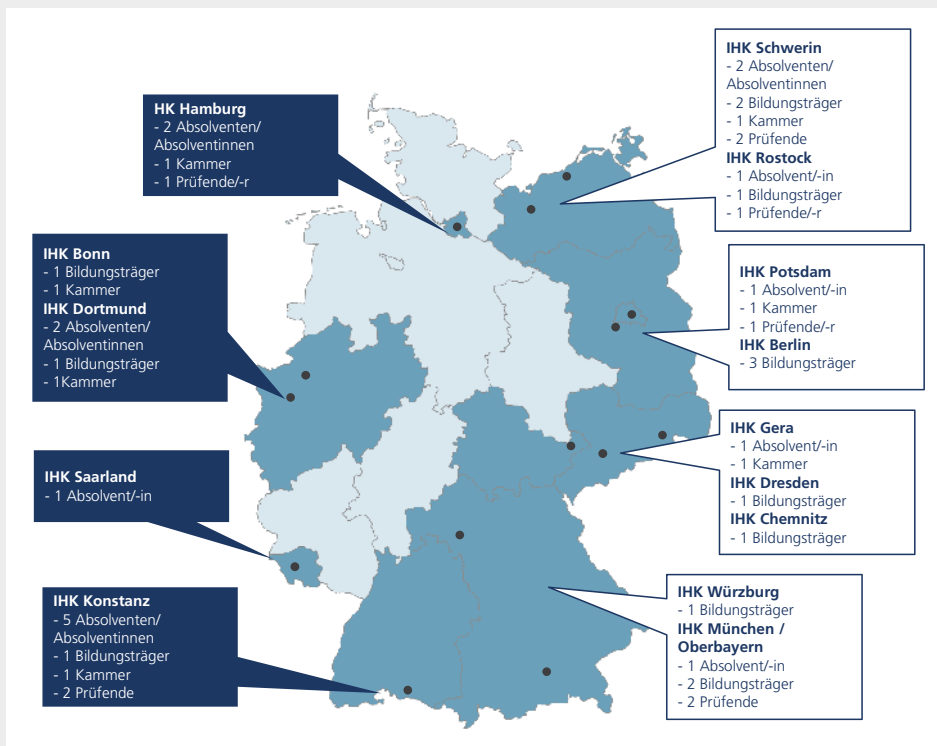 HK Hamburg
- 2 Absolventen/
Absolventinnen
- 1 Kammer
- 1 Prüfende/-r
IHK Bonn
- 1 Bildungsträger
- 1 Kammer
IHK Dortmund
- 2 Absolventen/
Absolventinnen
- 1 Bildungsträger
- 1Kammer
IHK Saarland
- 1 Absolvent/-in
IHK Konstanz
- 5 Absolventen/
Absolventinnen
- 1 Bildungsträger
- 1 Kammer
- 2 Prüfende
IHK Schwerin
- 2 Absolventen/
Absolventinnen
- 2 Bildungsträger
- 1 Kammer
- 2 Prüfende
IHK Rostock
- 1 Absolvent/-in
- 1 Bildungsträger
- 1 Prüfende/-r
IHK Potsdam
- 1 Absolvent/-in
- 1 Kammer
- 1 Prüfende/-r
IHK Berlin
- 3 Bildungsträger
IHK Gera
- 1 Absolvent/-in
- 1 Kammer
IHK Dresden
- 1 Bildungsträger
IHK Chemnitz
- 1 Bildungsträger
IHK Würzburg
- 1 Bildungsträger
IHK München /
Oberbayern
- 1 Absolvent/-in
- 2 Bildungsträger
- 2 Prüfende